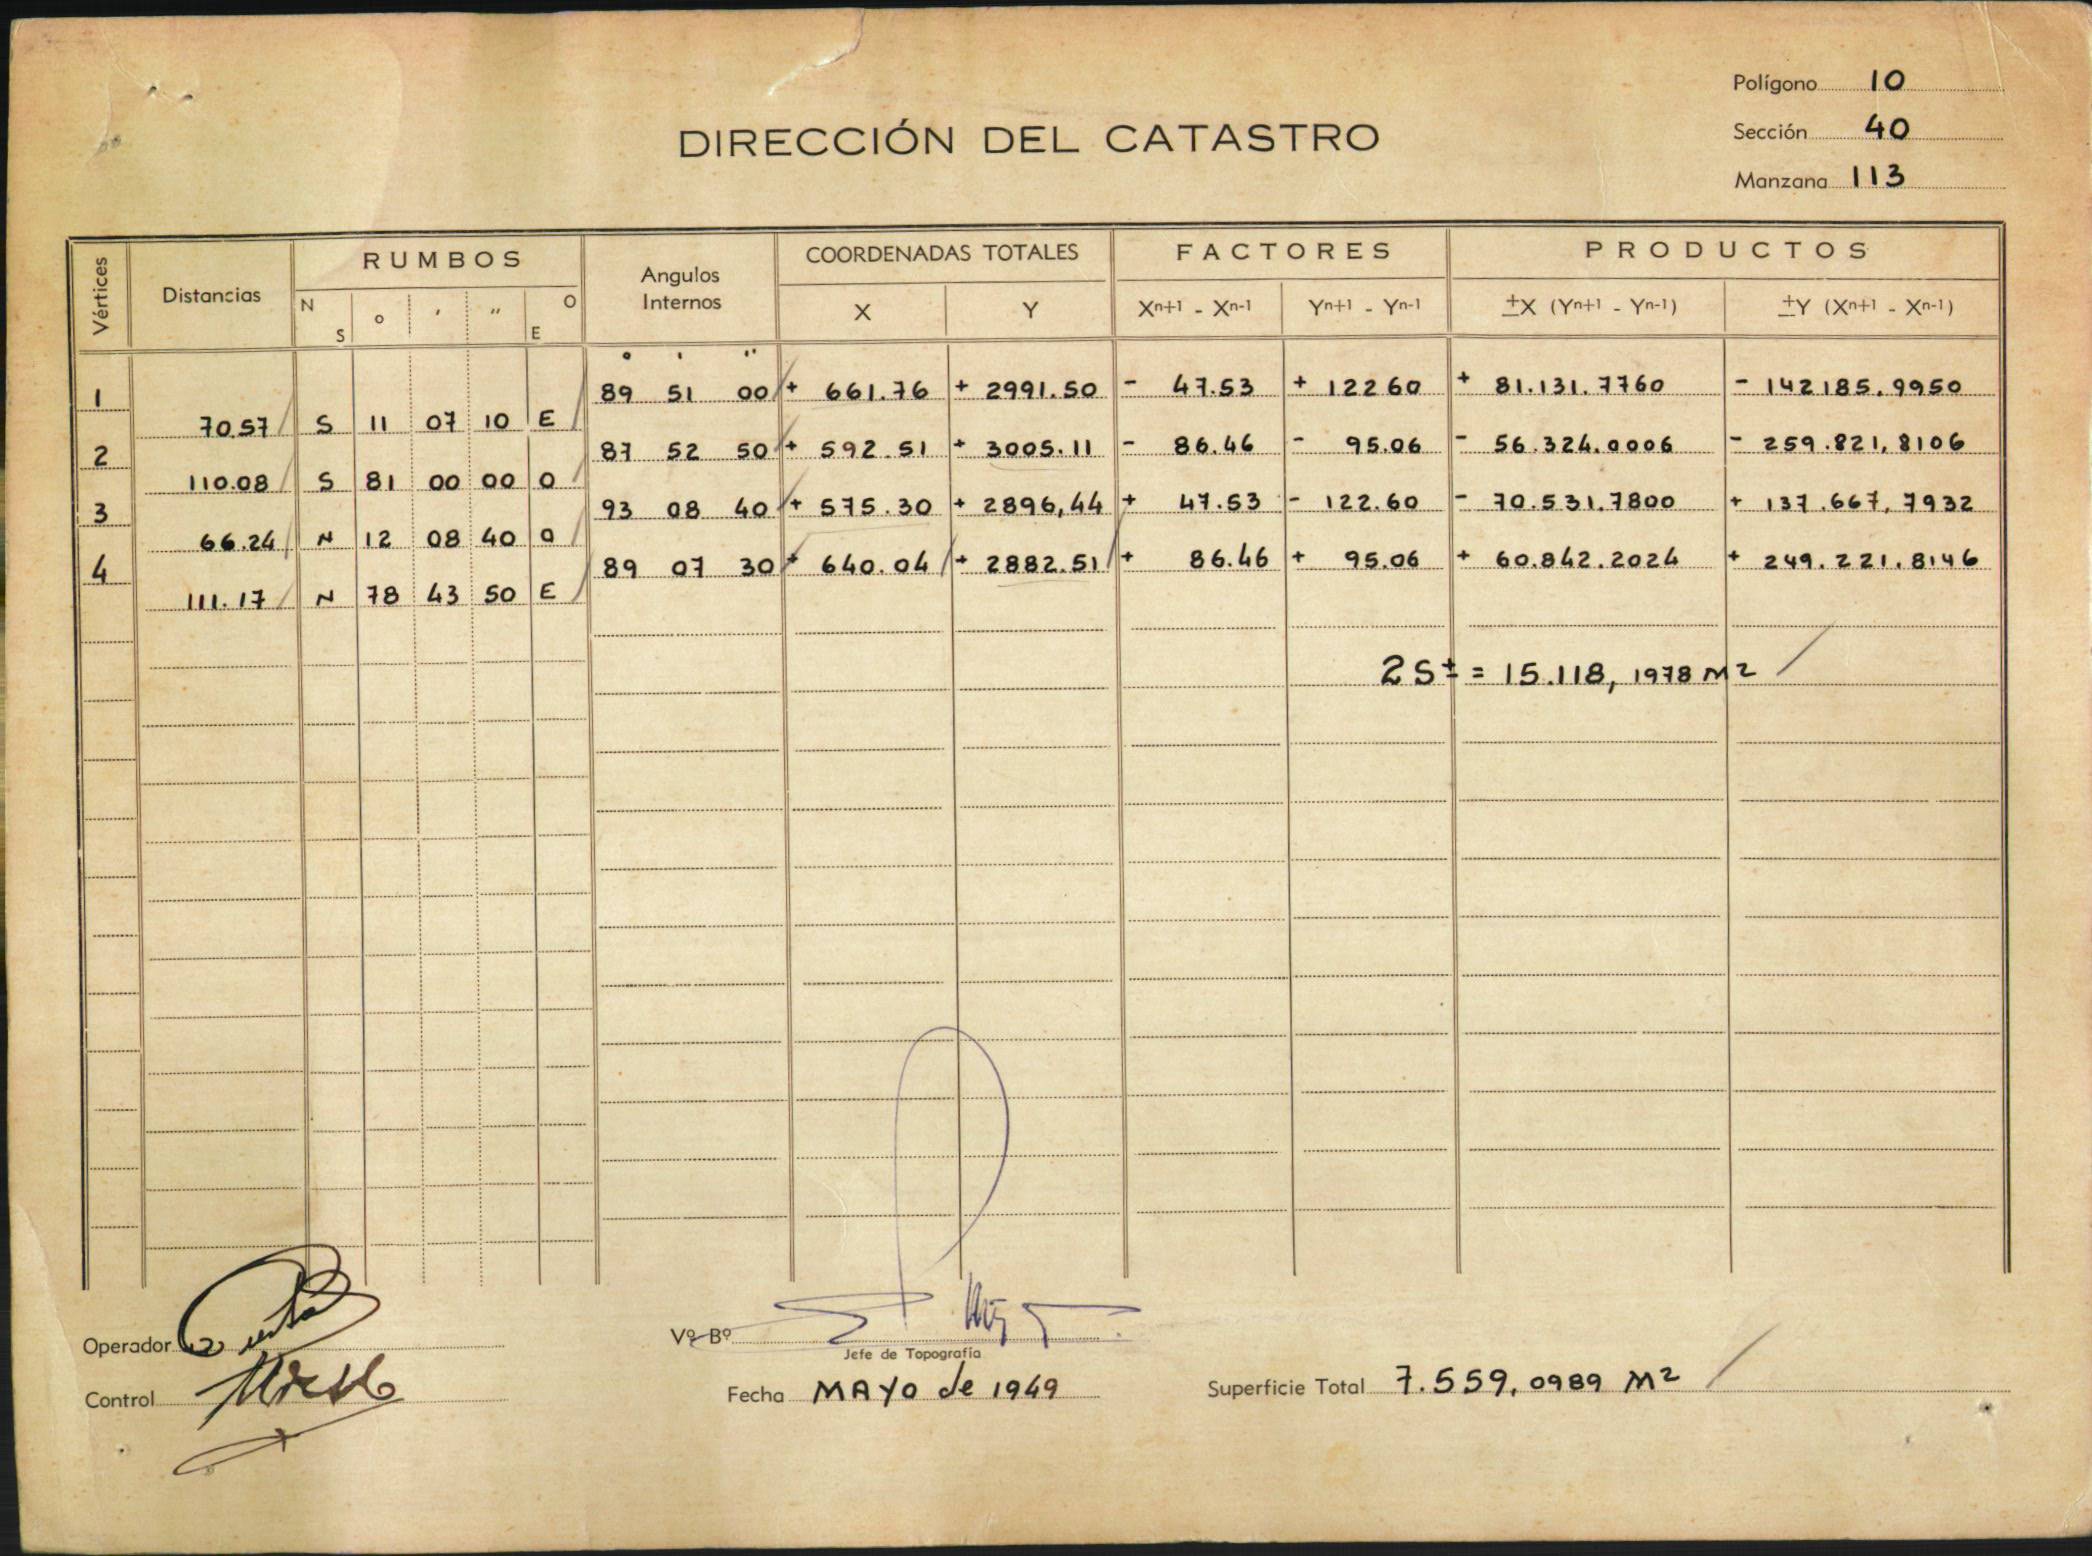 Polígono 10
DIRECCIÓN DEL CATASTRO
Sección 40
Manzana 113
Vértices Distancias RUMBOS Angulos Internos COORDENADAS TOTALES FACTORES PRODUCTOS
N S o ' " O E X Y Xn+1 - Xn-1 Yn+1 - Yn-1 ±X (Yn+1 - Yn-1) ±Y (Xn+1 - Xn-1)
o ' "
1 89 51 00 + 661.76 + 2991.50 - 47.53 + 122 60 + 81.131.7760 - 142185.9950
70.57 S 11 07 10 E
2 87 52 50 + 592.51 + 3005.11 - 86.46 - 95.06 - 56.324.0006 - 259.821,8106
110.08 S 81 00 00 O
3 93 08 40 + 575.30 + 2896,44 + 47.53 - 122.60 - 70.531.7800 + 137.667,7932
66.24 N 12 08 40 O
4 89 07 30 + 640.04 + 2882.51 + 86.46 + 95.06 + 60.842.2024 + 249.221.8146
111.17 N 78 43 50 E
2 S± = 15.118, 1978 M2
Operador
Vº Bº
Jefe de Topografía
Control
Fecha MAYO de 1949
Superficie Total 7.559,0989 M2